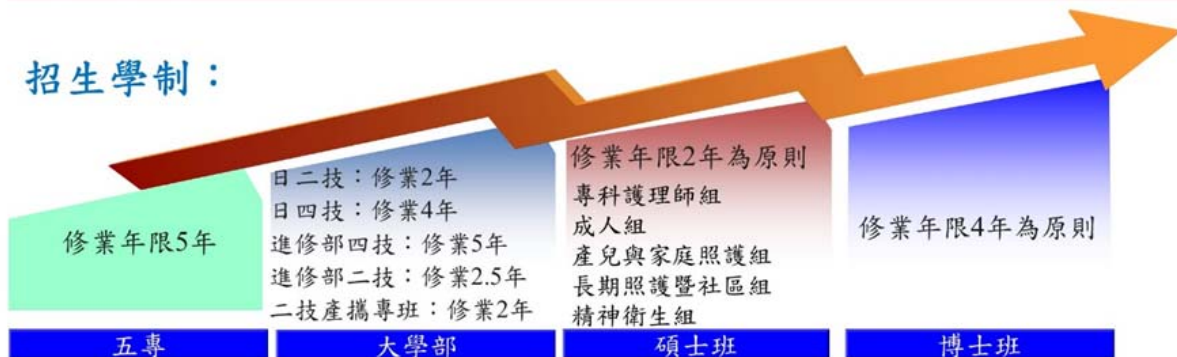 招生學制：
修業年限5年
五專
日二技：修業2年
日四技：修業4年
進修部四技：修業5年
進修部二技：修業2.5年
二技產攜專班：修業2年
大學部
修業年限2年為原則
專科護理師組
成人組
產兒與家庭照護組
長期照護暨社區組
精神衛生組
碩士班
修業年限4年為原則
博士班